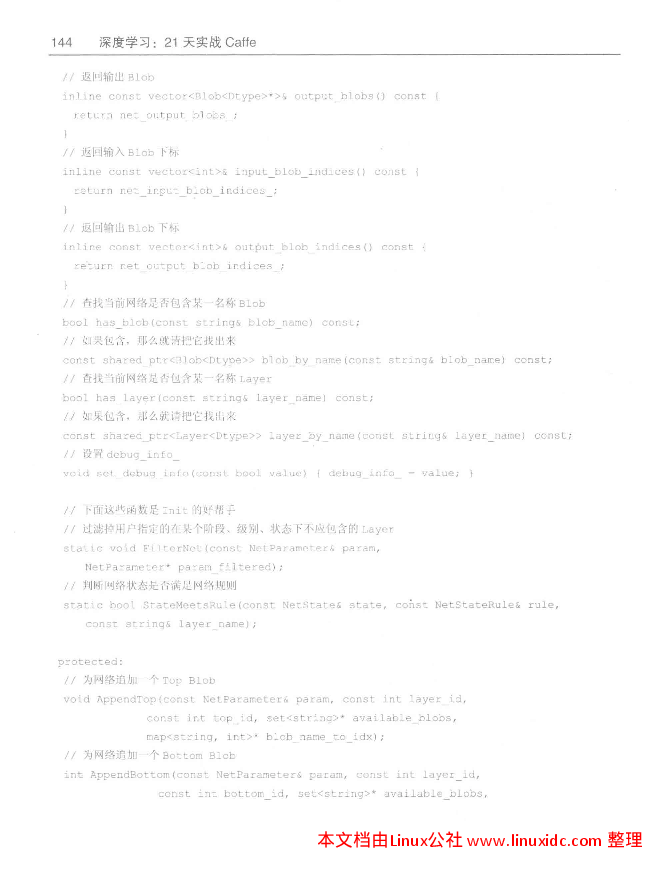 144 深度学习：21 天实战 Caffe
// 返回输出 Blob
inline const vector<Blob<Dtype>*>& output_blobs() const {
return net_output_blobs_;
}
// 返回输入 Blob 下标
inline const vector<int>& input_blob_indices() const {
return net_input_blob_indices_;
}
// 返回输出 Blob 下标
inline const vector<int>& output_blob_indices() const {
return net_output_blob_indices_;
}
// 查找当前网络是否包含某一名称 Blob
bool has_blob(const string& blob_name) const;
// 如果包含，那么就请把它找出来
const shared_ptr<Blob<Dtype>> blob_by_name(const string& blob_name) const;
// 查找当前网络是否包含某一名称 Layer
bool has_layer(const string& layer_name) const;
// 如果包含，那么就请把它找出来
const shared_ptr<Layer<Dtype>> layer_by_name(const string& layer_name) const;
// 设置 debug_info_
void set_debug_info(const bool value) { debug_info_ = value; }
// 下面这些函数是 Init 的好帮手
// 过滤掉用户指定的在某个阶段、级别、状态下不应包含的 Layer
static void FilterNet(const NetParameter& param,
NetParameter* param_filtered);
// 判断网络状态是否满足网络规则
static bool StateMeetsRule(const NetState& state, const NetStateRule& rule,
const string& layer_name);
protected:
// 为网络追加一个 Top Blob
void AppendTop(const NetParameter& param, const int layer_id,
const int top_id, set<string>* available_blobs,
map<string, int>* blob_name_to_idx);
// 为网络追加一个 Bottom Blob
int AppendBottom(const NetParameter& param, const int layer_id,
const int bottom_id, set<string>* available_blobs,
本文档由Linux公社 www.linuxidc.com 整理